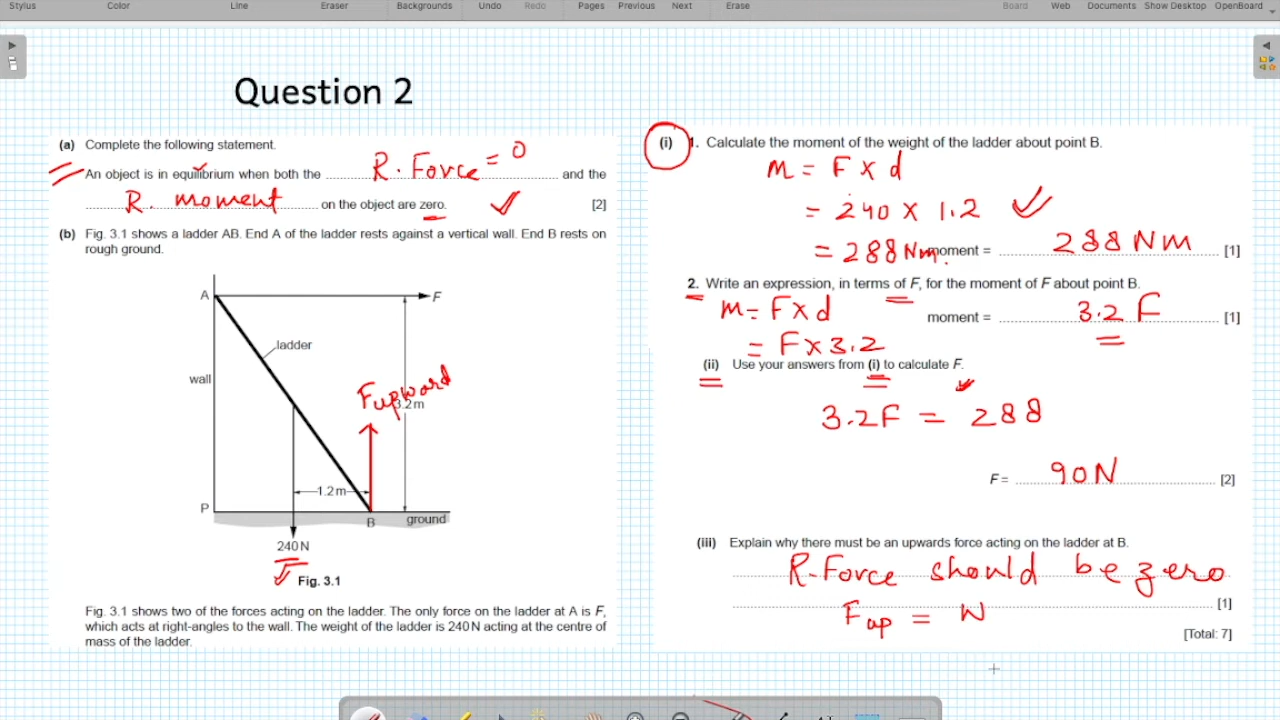 Stylus Color Line Eraser Backgrounds Undo Redo Pages Previous Next Erase Board Web Documents Show Desktop OpenBoard
Question 2
(a) Complete the following statement.
An object is in equilibrium when both the R. Force = 0 and the
R. moment on the object are zero. [2]
(b) Fig. 3.1 shows a ladder AB. End A of the ladder rests against a vertical wall. End B rests on
rough ground.
A
F
ladder
wall
Fupward
3.2 m
1.2 m
P
B
ground
240 N
Fig. 3.1
Fig. 3.1 shows two of the forces acting on the ladder. The only force on the ladder at A is F,
which acts at right-angles to the wall. The weight of the ladder is 240 N acting at the centre of
mass of the ladder.
(i) 1. Calculate the moment of the weight of the ladder about point B.
m = F x d
= 240 x 1.2
= 288 Nm. moment = 288 Nm [1]
2. Write an expression, in terms of F, for the moment of F about point B.
m = F x d
moment = 3.2 F [1]
= F x 3.2
(ii) Use your answers from (i) to calculate F.
3.2F = 288
F = 90 N [2]
(iii) Explain why there must be an upwards force acting on the ladder at B.
R. Force should be zero
[1]
Fup = W
[Total: 7]